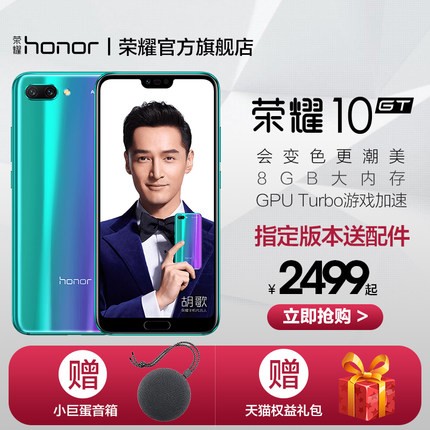 荣耀 honor | 荣耀官方旗舰店
荣耀10 GT
会变色更潮美
8GB大内存
GPU Turbo游戏加速
指定版本送配件
¥2499起
立即抢购 >
honor
胡歌
赠
小巨蛋音箱
赠
天猫权益礼包